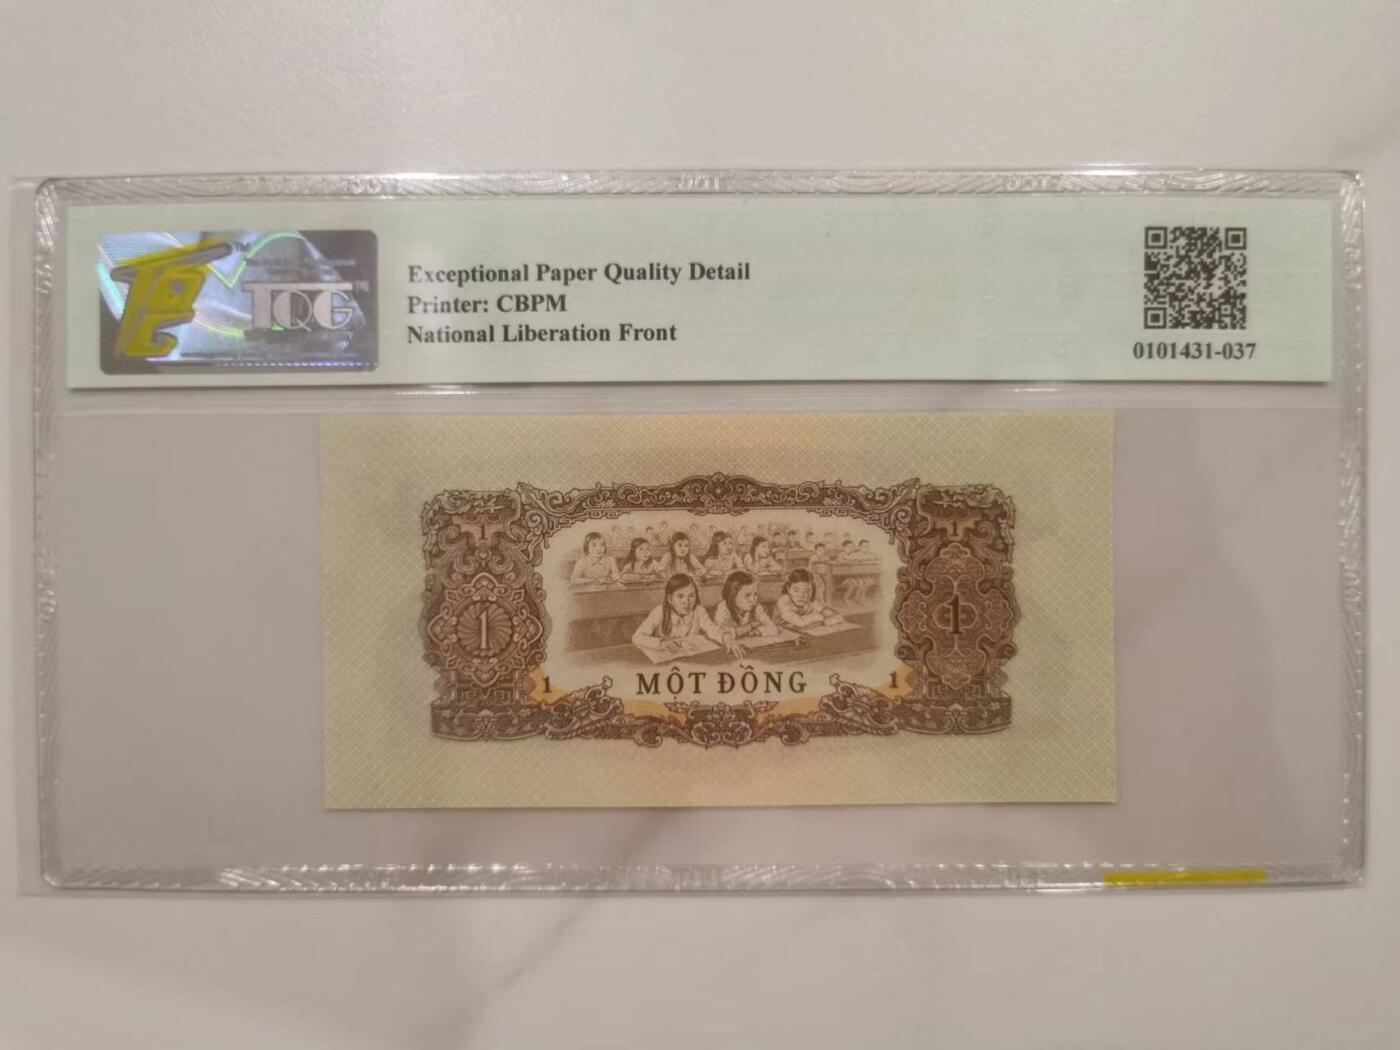 TQG
Exceptional Paper Quality Detail
Printer: CBPM
National Liberation Front
0101431-037
1 1
1 1
1 MỘT ĐỒNG 1